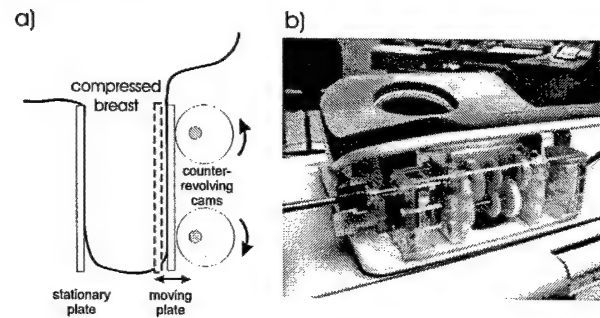 a)
b)
compressed
breast
counter-
revolving
cams
stationary
plate
moving
plate